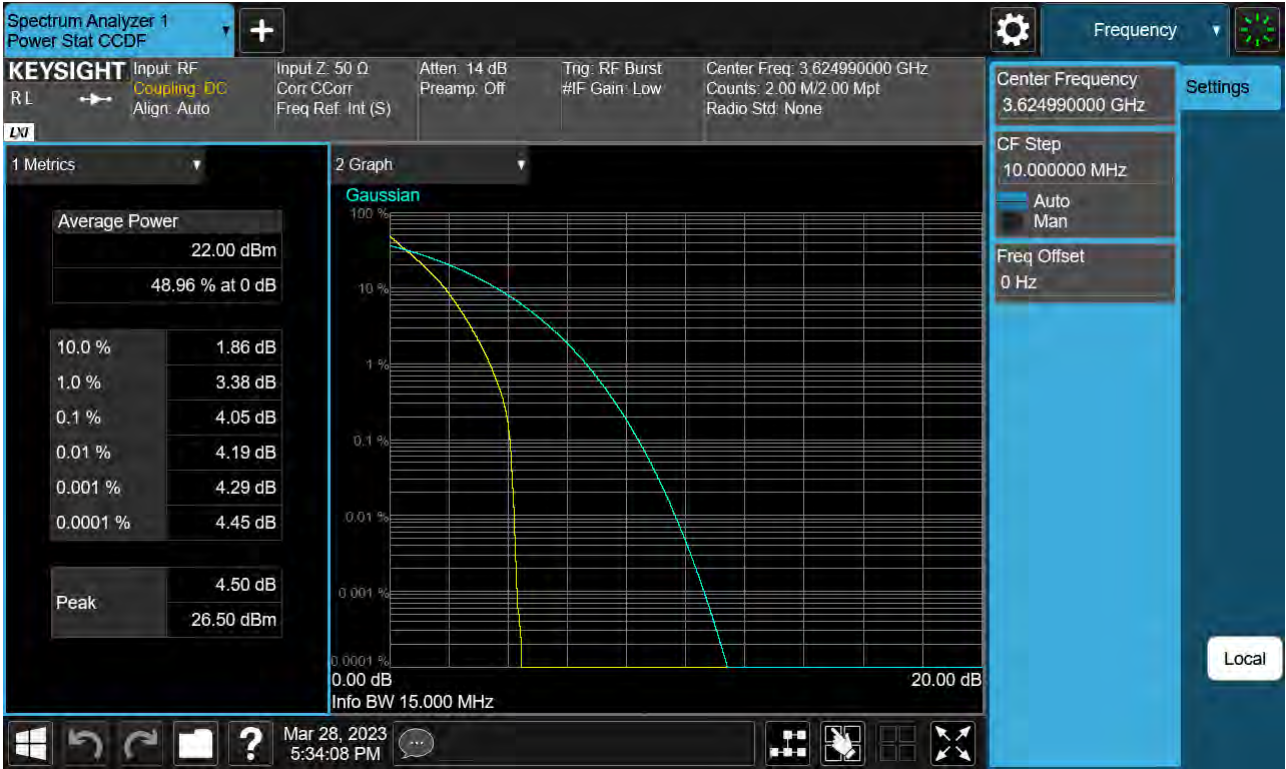 Spectrum Analyzer 1
Power Stat CCDF
Frequency
KEYSIGHT
R L
LXI
Input: RF
Coupling: DC
Align: Auto
Input Z: 50 Ω
Corr CCorr
Freq Ref: Int (S)
Atten: 14 dB
Preamp: Off
Trig: RF Burst
#IF Gain: Low
Center Freq: 3.624990000 GHz
Counts: 2.00 M/2.00 Mpt
Radio Std: None
Center Frequency
3.624990000 GHz
Settings
CF Step
10.000000 MHz
Auto
Man
Freq Offset
0 Hz
1 Metrics
Average Power
22.00 dBm
48.96 % at 0 dB
10.0 % 1.86 dB
1.0 % 3.38 dB
0.1 % 4.05 dB
0.01 % 4.19 dB
0.001 % 4.29 dB
0.0001 % 4.45 dB
Peak
4.50 dB
26.50 dBm
2 Graph
Gaussian
100 %
10 %
1 %
0.1 %
0.01 %
0.001 %
0.0001 %
0.00 dB 20.00 dB
Info BW 15.000 MHz
Local
?
Mar 28, 2023
5:34:08 PM